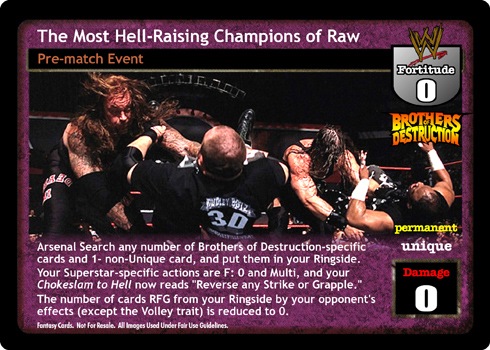 The Most Hell-Raising Champions of Raw
Pre-match Event
W
Fortitude
0
BROTHERS
OF
DESTRUCTION
DUDLEY BOYZ
3D
permanent
unique
Damage
0
Arsenal Search any number of Brothers of Destruction-specific
cards and 1- non-Unique card, and put them in your Ringside.
Your Superstar-specific actions are F: 0 and Multi, and your
Chokeslam to Hell now reads "Reverse any Strike or Grapple."
The number of cards RFG from your Ringside by your opponent's
effects (except the Volley trait) is reduced to 0.
Fantasy Cards. Not For Resale. All Images Used Under Fair Use Guidelines.